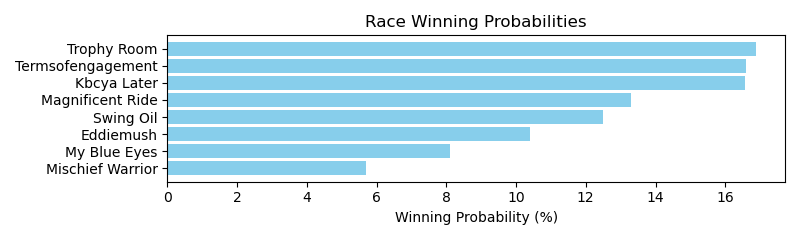 Race Winning Probabilities
Trophy Room
Termsofengagement
Kbcya Later
Magnificent Ride
Swing Oil
Eddiemush
My Blue Eyes
Mischief Warrior
0 2 4 6 8 10 12 14 16
Winning Probability (%)